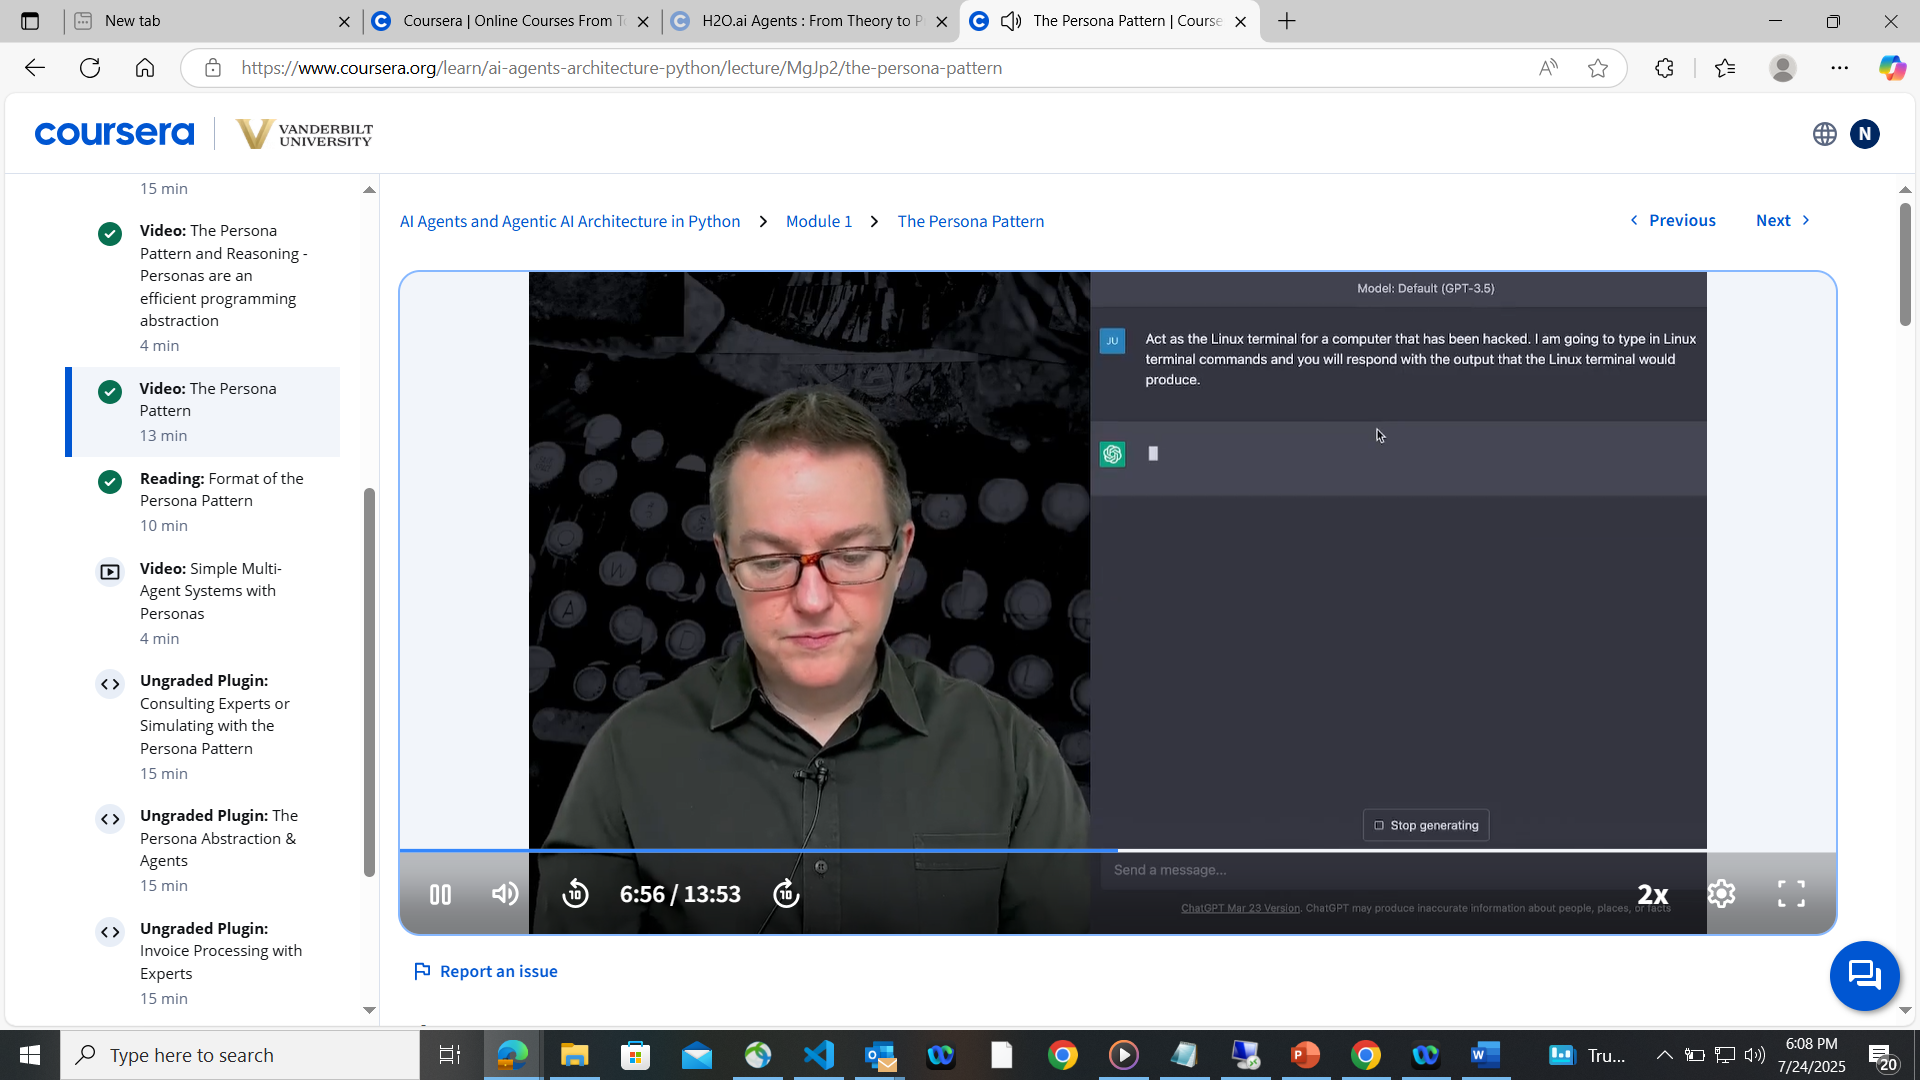 New tab
Coursera | Online Courses From T
H2O.ai Agents : From Theory to P
The Persona Pattern | Course
https://www.coursera.org/learn/ai-agents-architecture-python/lecture/MgJp2/the-persona-pattern
coursera
VANDERBILT
UNIVERSITY
N
15 min
Video: The Persona
Pattern and Reasoning -
Personas are an
efficient programming
abstraction
4 min
Video: The Persona
Pattern
13 min
Reading: Format of the
Persona Pattern
10 min
Video: Simple Multi-
Agent Systems with
Personas
4 min
Ungraded Plugin:
Consulting Experts or
Simulating with the
Persona Pattern
15 min
Ungraded Plugin: The
Persona Abstraction &
Agents
15 min
Ungraded Plugin:
Invoice Processing with
Experts
15 min
AI Agents and Agentic AI Architecture in Python > Module 1 > The Persona Pattern
Previous
Next
Model: Default (GPT-3.5)
JU
Act as the Linux terminal for a computer that has been hacked. I am going to type in Linux
terminal commands and you will respond with the output that the Linux terminal would
produce.
Stop generating
Send a message...
ChatGPT Mar 23 Version. ChatGPT may produce inaccurate information about people, places, or facts
10
6:56 / 13:53
10
2x
Report an issue
Type here to search
Tru...
6:08 PM
7/24/2025
20